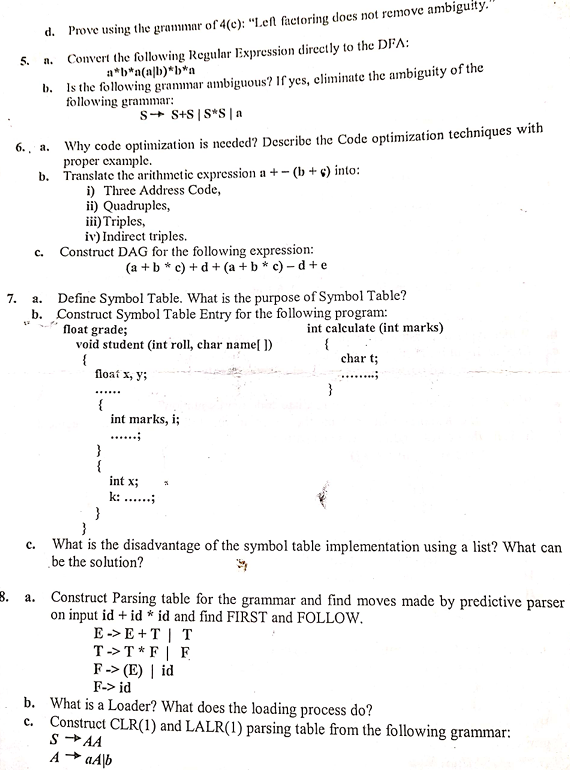 d. Prove using the grammar of 4(c): "Left factoring does not remove ambiguity."
5. a. Convert the following Regular Expression directly to the DFA:
a*b*a(a|b)*b*a
b. Is the following grammar ambiguous? If yes, eliminate the ambiguity of the
following grammar:
S→ S+S | S*S | a
6. a. Why code optimization is needed? Describe the Code optimization techniques with
proper example.
b. Translate the arithmetic expression a + − (b + c) into:
i) Three Address Code,
ii) Quadruples,
iii) Triples,
iv) Indirect triples.
c. Construct DAG for the following expression:
(a + b * c) + d + (a + b * c) – d + e
7. a. Define Symbol Table. What is the purpose of Symbol Table?
b. Construct Symbol Table Entry for the following program:
float grade; int calculate (int marks)
void student (int roll, char name[ ]) {
{ char t;
float x, y; ........;
...... }
{
int marks, i;
......;
}
{
int x;
k: ......;
}
}
c. What is the disadvantage of the symbol table implementation using a list? What can
be the solution?
8. a. Construct Parsing table for the grammar and find moves made by predictive parser
on input id + id * id and find FIRST and FOLLOW.
E -> E + T | T
T -> T * F | F
F -> (E) | id
F-> id
b. What is a Loader? What does the loading process do?
c. Construct CLR(1) and LALR(1) parsing table from the following grammar:
S → AA
A → aA|b